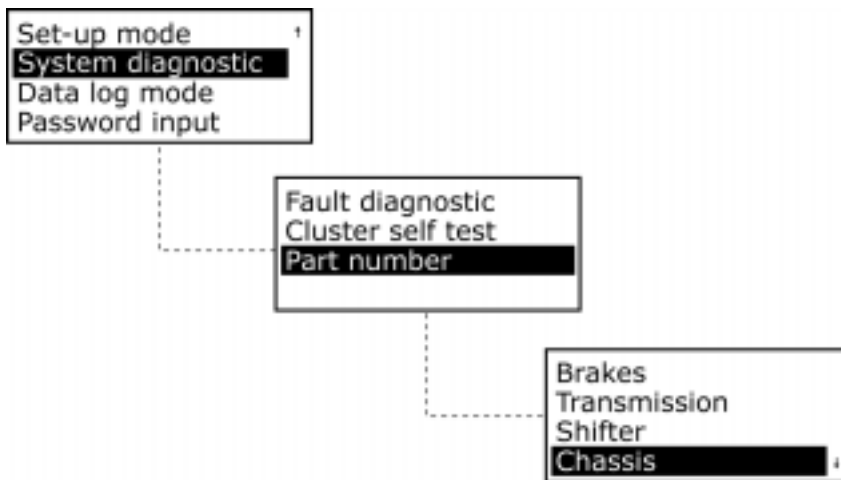 Set-up mode
System diagnostic
Data log mode
Password input
Fault diagnostic
Cluster self test
Part number
Brakes
Transmission
Shifter
Chassis